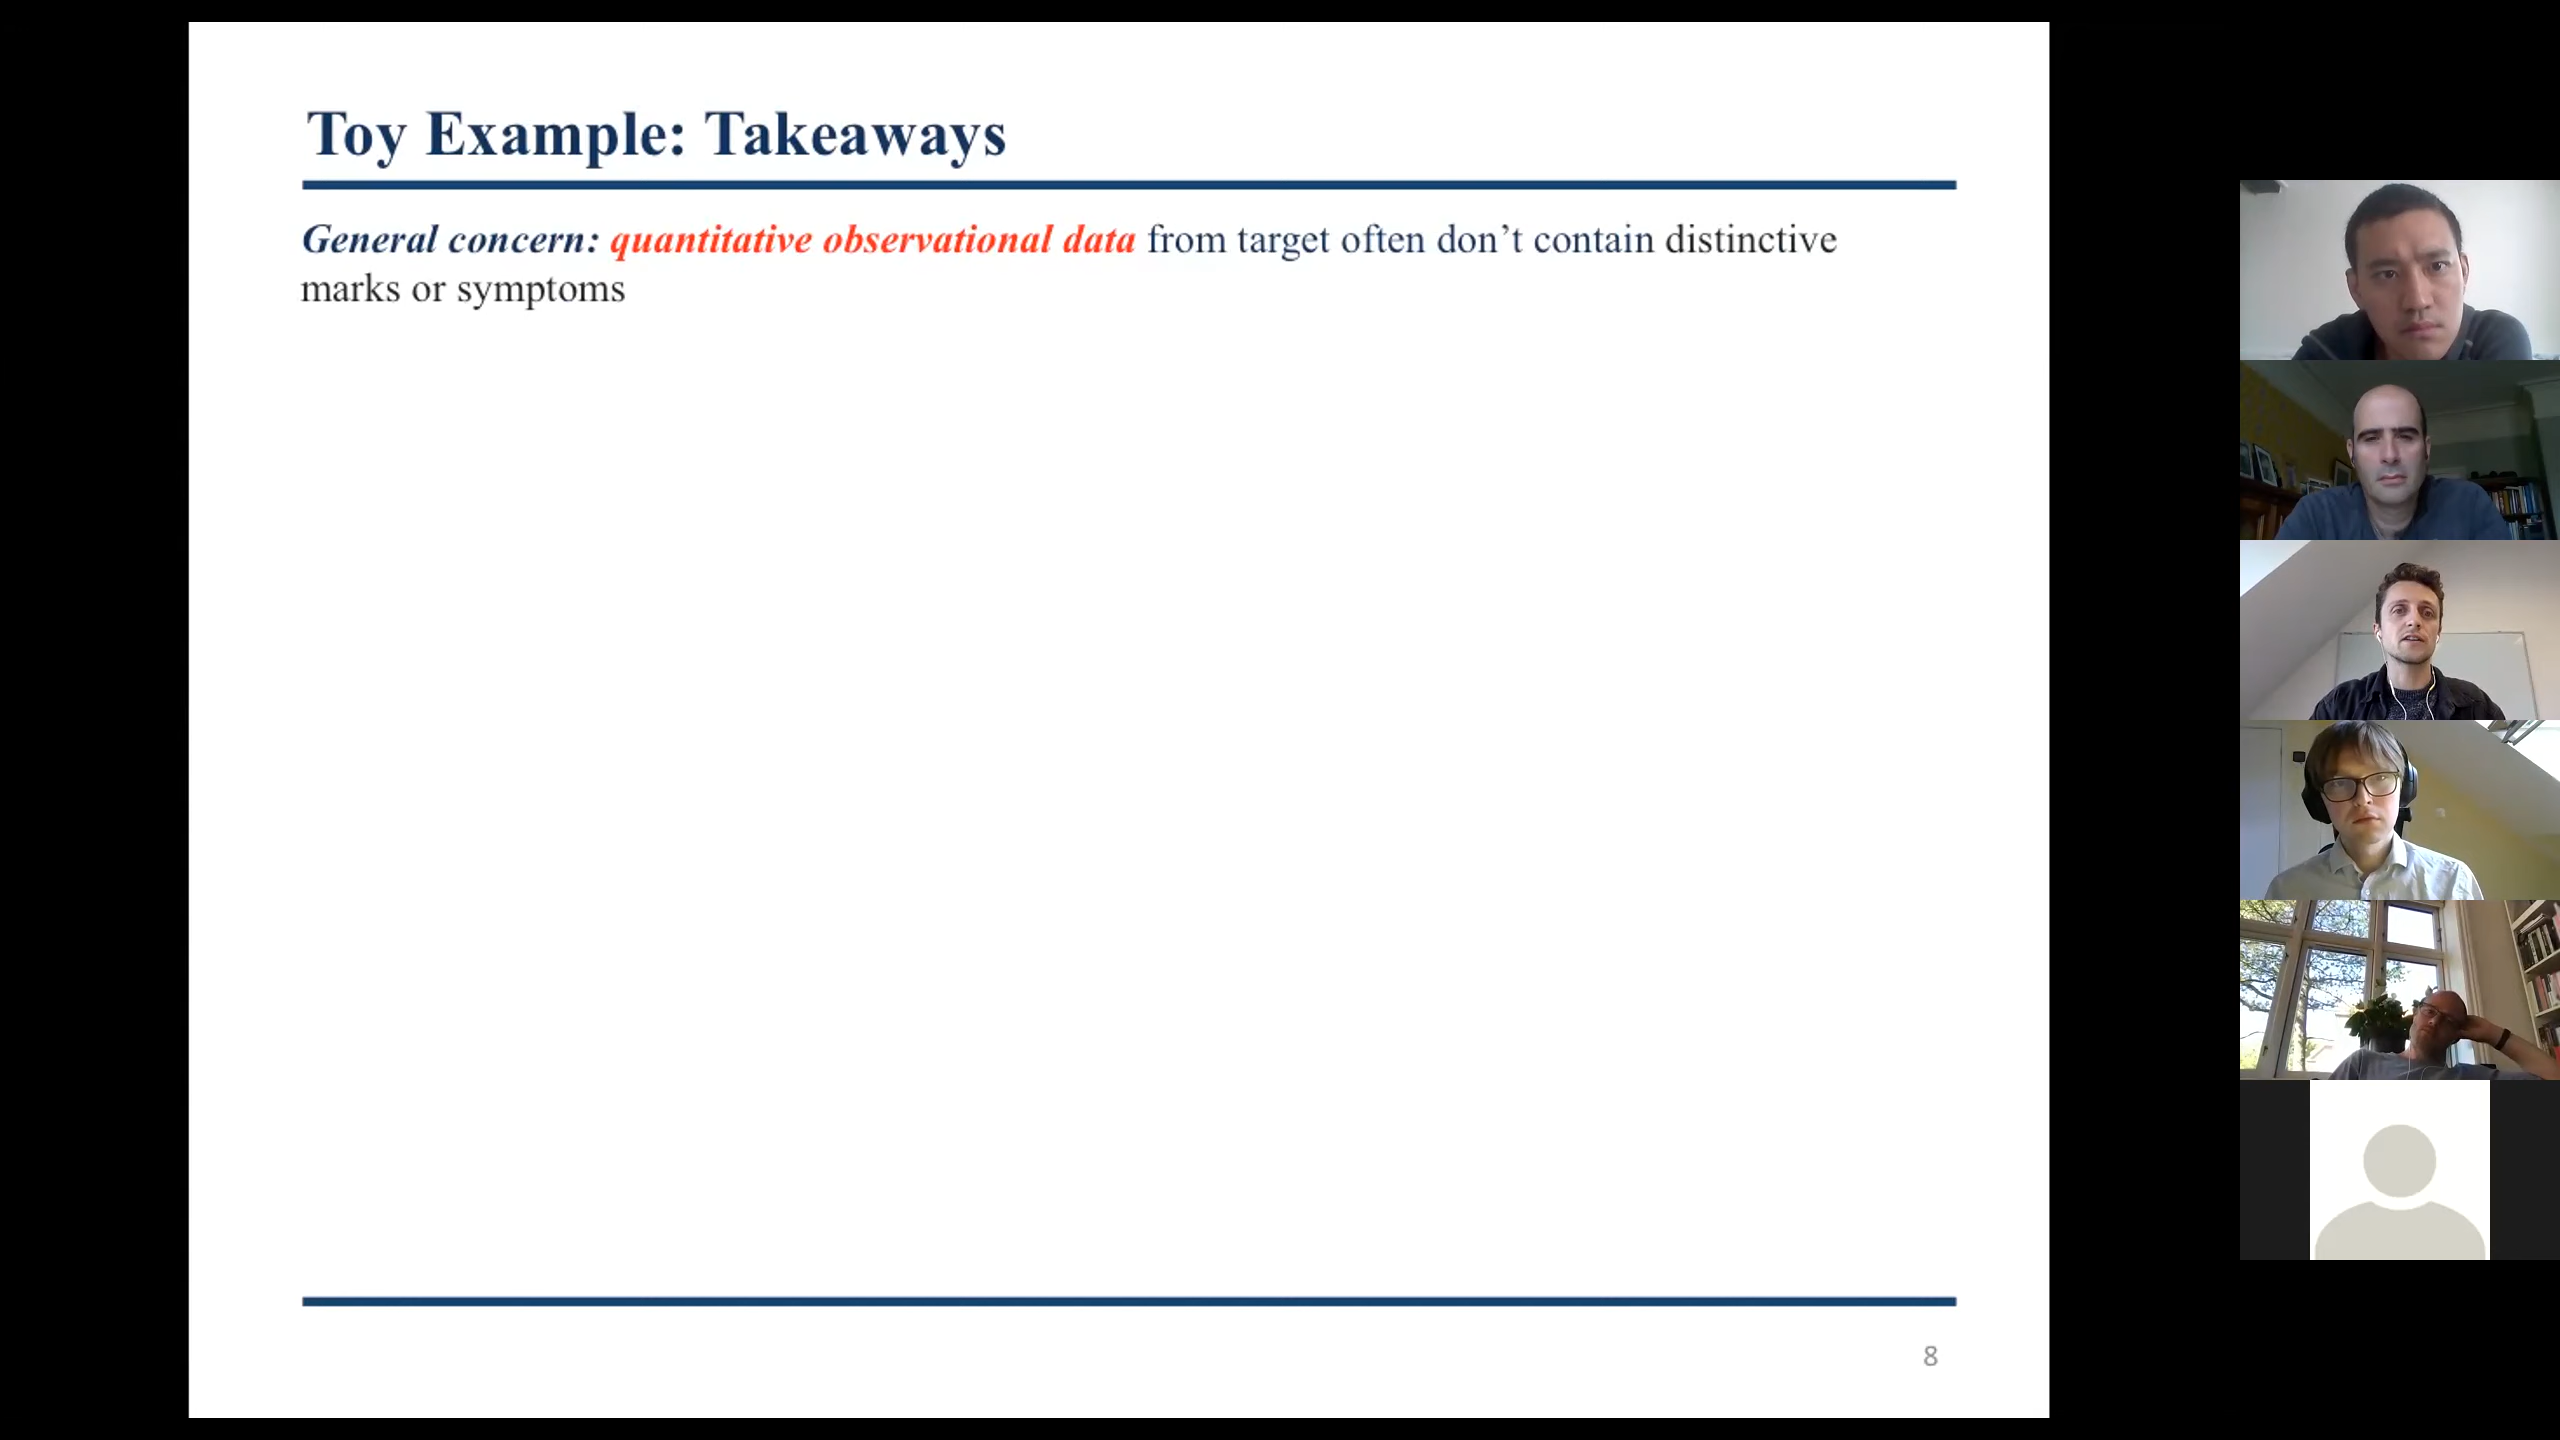 Toy Example: Takeaways
General concern: quantitative observational data from target often don’t contain distinctive
marks or symptoms
8